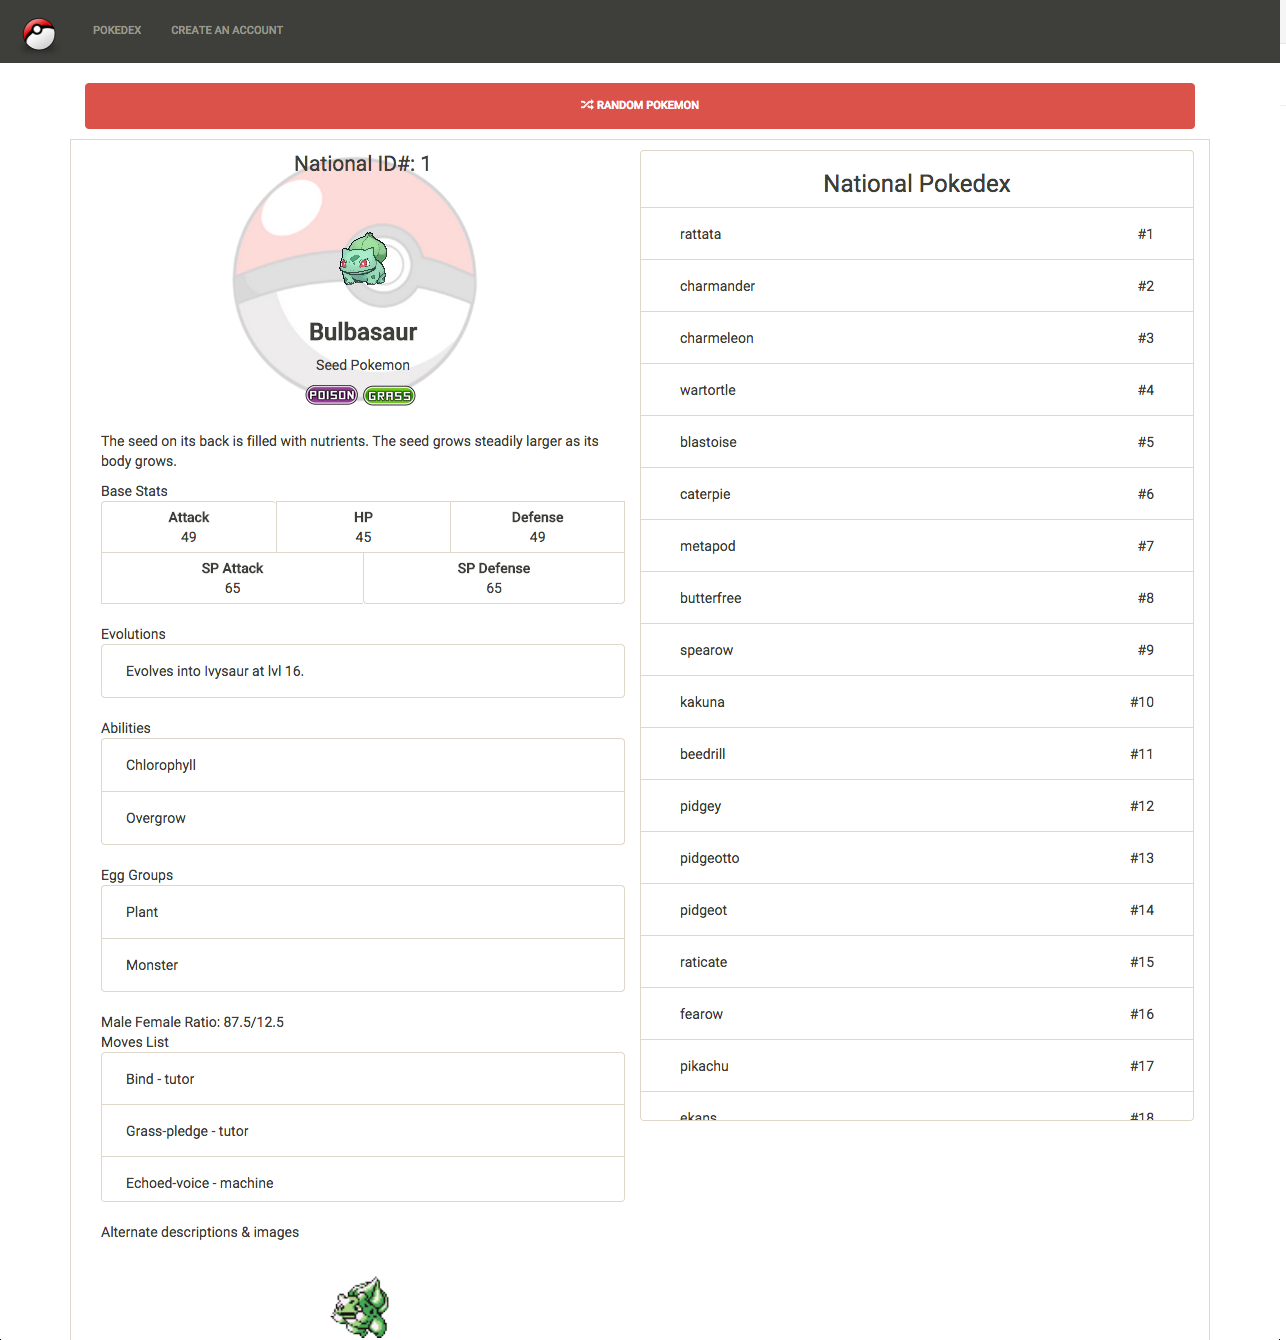 POKEDEX CREATE AN ACCOUNT
RANDOM POKEMON
National ID#: 1
Bulbasaur
Seed Pokemon
POISON GRASS
The seed on its back is filled with nutrients. The seed grows steadily larger as its
body grows.
Base Stats
Attack HP Defense
49 45 49
SP Attack SP Defense
65 65
Evolutions
Evolves into Ivysaur at lvl 16.
Abilities
Chlorophyll
Overgrow
Egg Groups
Plant
Monster
Male Female Ratio: 87.5/12.5
Moves List
Bind - tutor
Grass-pledge - tutor
Echoed-voice - machine
Alternate descriptions & images
National Pokedex
rattata #1
charmander #2
charmeleon #3
wartortle #4
blastoise #5
caterpie #6
metapod #7
butterfree #8
spearow #9
kakuna #10
beedrill #11
pidgey #12
pidgeotto #13
pidgeot #14
raticate #15
fearow #16
pikachu #17
ekans #18